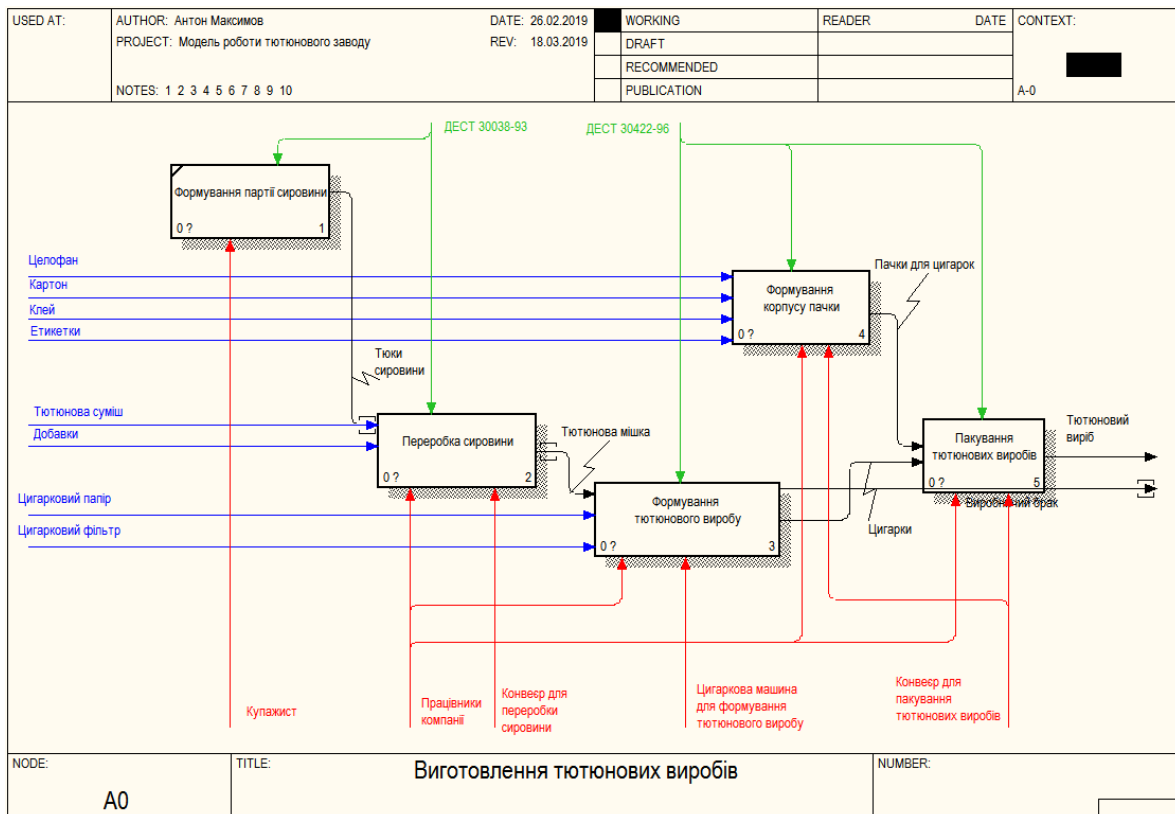 USED AT:
AUTHOR: Антон Максимов
DATE: 26.02.2019
PROJECT: Модель роботи тютюнового заводу
REV: 18.03.2019
NOTES: 1 2 3 4 5 6 7 8 9 10
WORKING
DRAFT
RECOMMENDED
PUBLICATION
READER
DATE
CONTEXT:
A-0
ДЕСТ 30038-93
ДЕСТ 30422-96
Формування партії сировини
0 ?
1
Целофан
Картон
Клей
Етикетки
Пачки для цигарок
Формування
корпусу пачки
0 ?
4
Тюки
сировини
Тютюнова суміш
Добавки
Переробка сировини
0 ?
2
Тютюнова мішка
Тютюновий
виріб
Пакування
тютюнових виробів
0 ?
5
Виробничий брак
Цигарковий папір
Цигарковий фільтр
Формування
тютюнового виробу
0 ?
3
Цигарки
Купажист
Працівники
компанії
Конвеєр для
переробки
сировини
Цигаркова машина
для формування
тютюнового виробу
Конвеєр для
пакування
тютюнових виробів
NODE:
A0
TITLE:
Виготовлення тютюнових виробів
NUMBER: